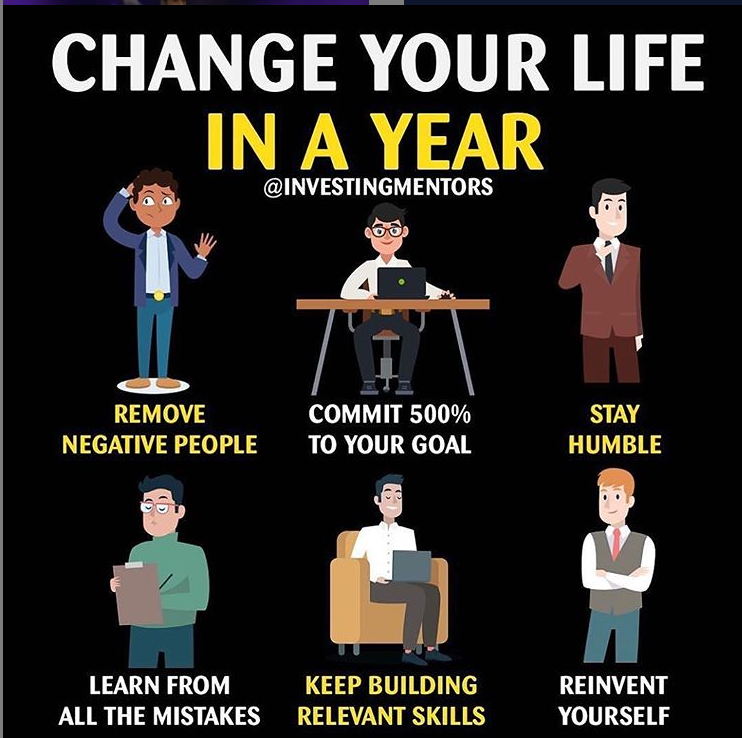 CHANGE YOUR LIFE
IN A YEAR
@INVESTINGMENTORS
REMOVE
NEGATIVE PEOPLE
COMMIT 500%
TO YOUR GOAL
STAY
HUMBLE
LEARN FROM
ALL THE MISTAKES
KEEP BUILDING
RELEVANT SKILLS
REINVENT
YOURSELF